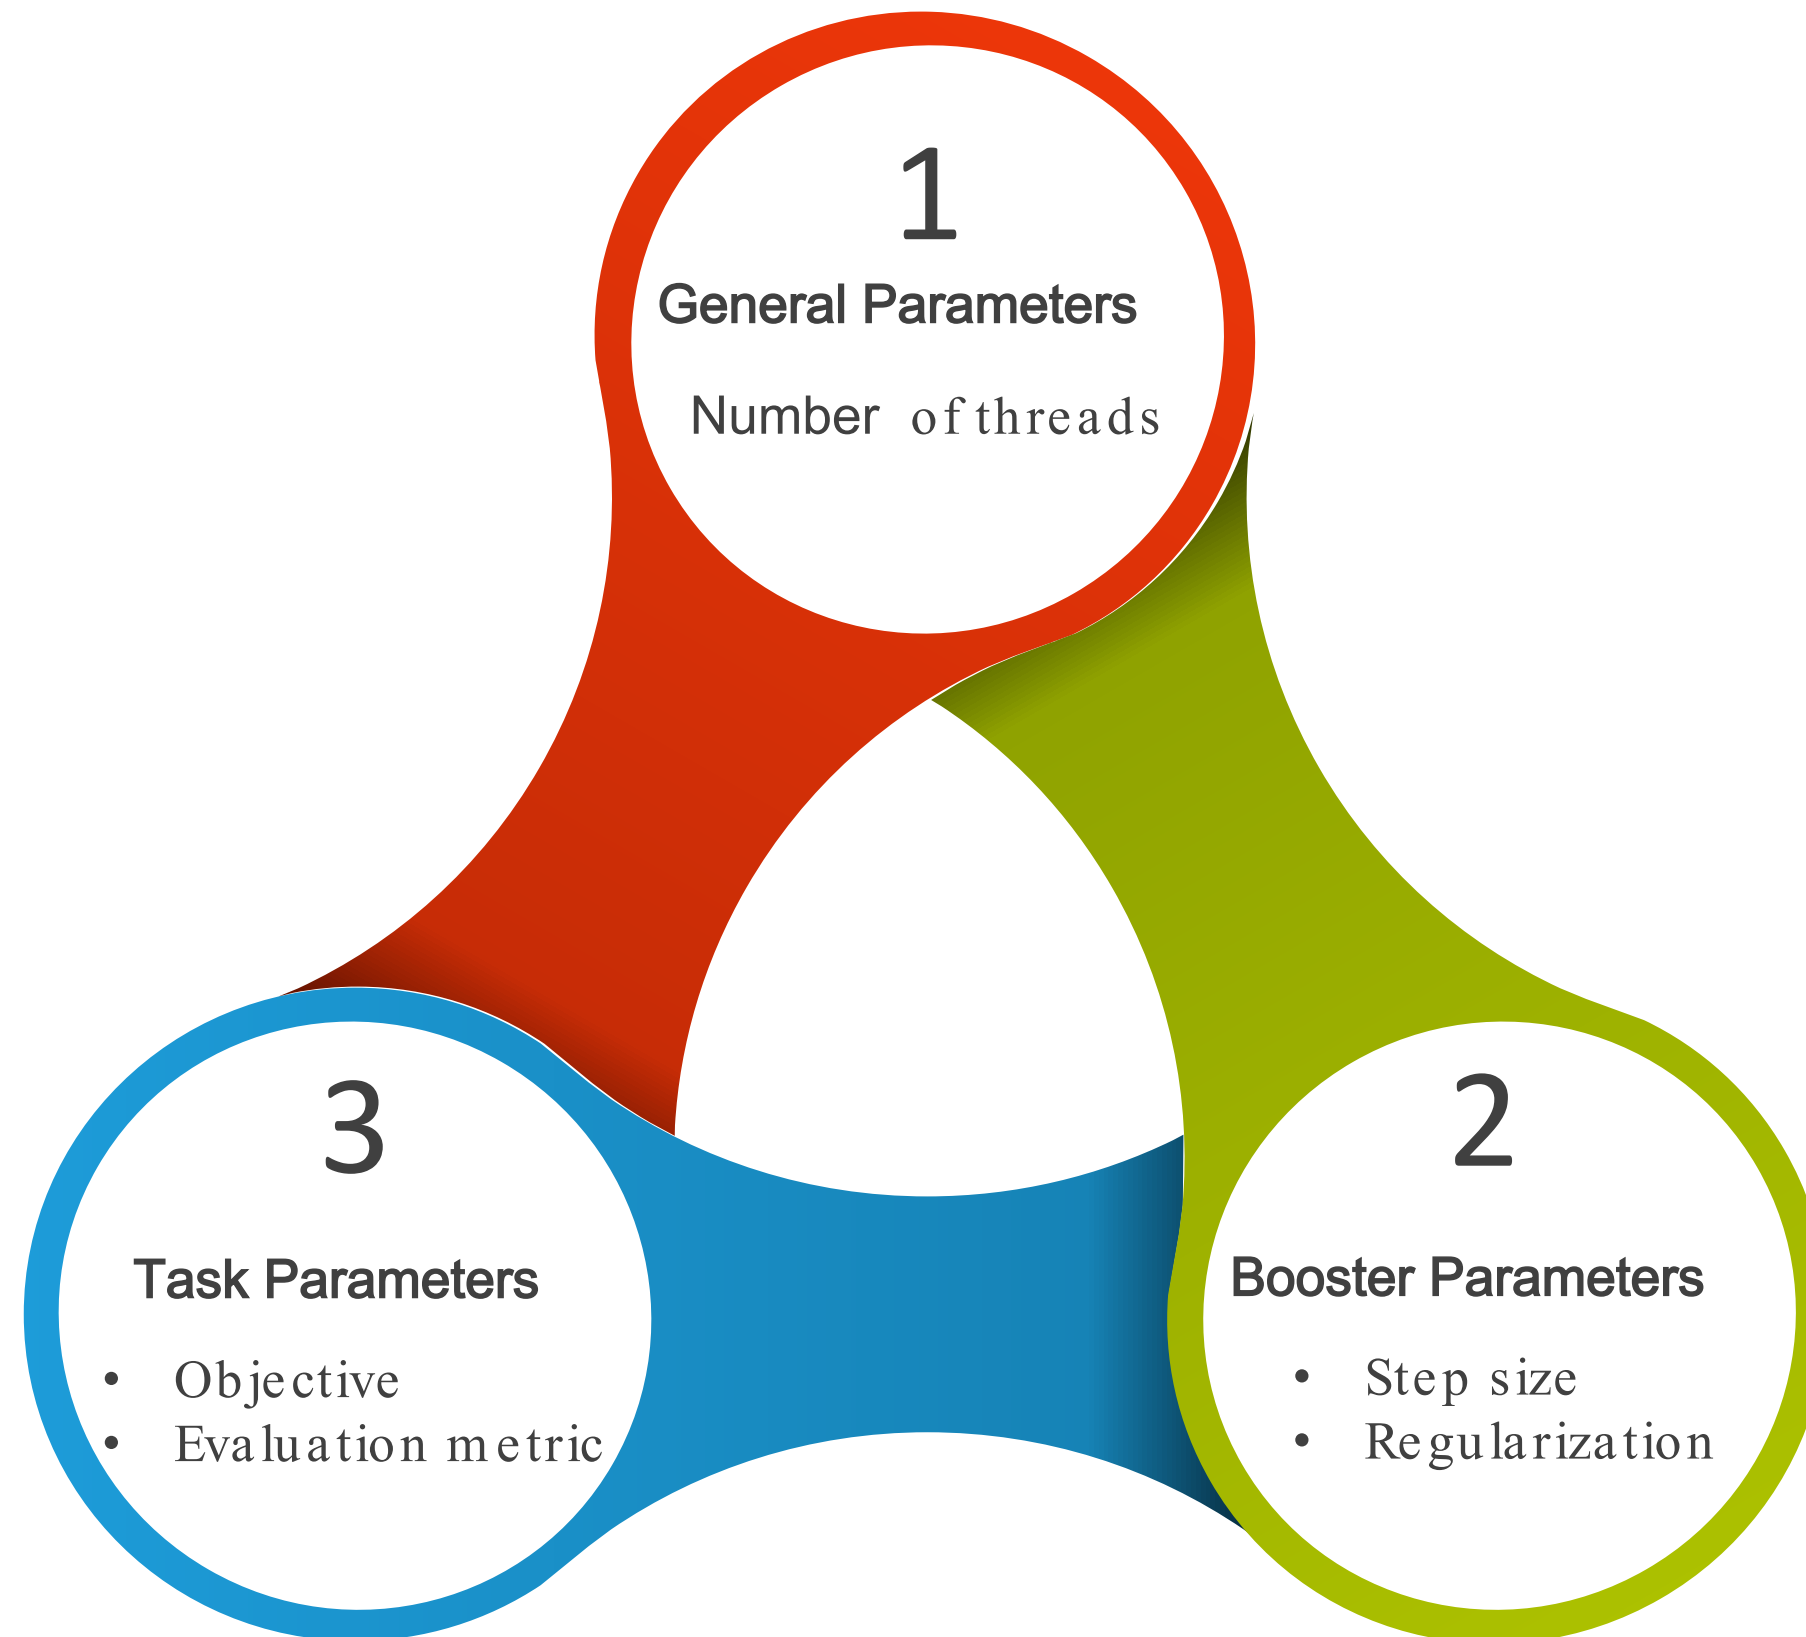 1
General Parameters
Number of threads
3
Task Parameters
• Objective
• Evaluation metric
2
Booster Parameters
• Step size
• Regularization